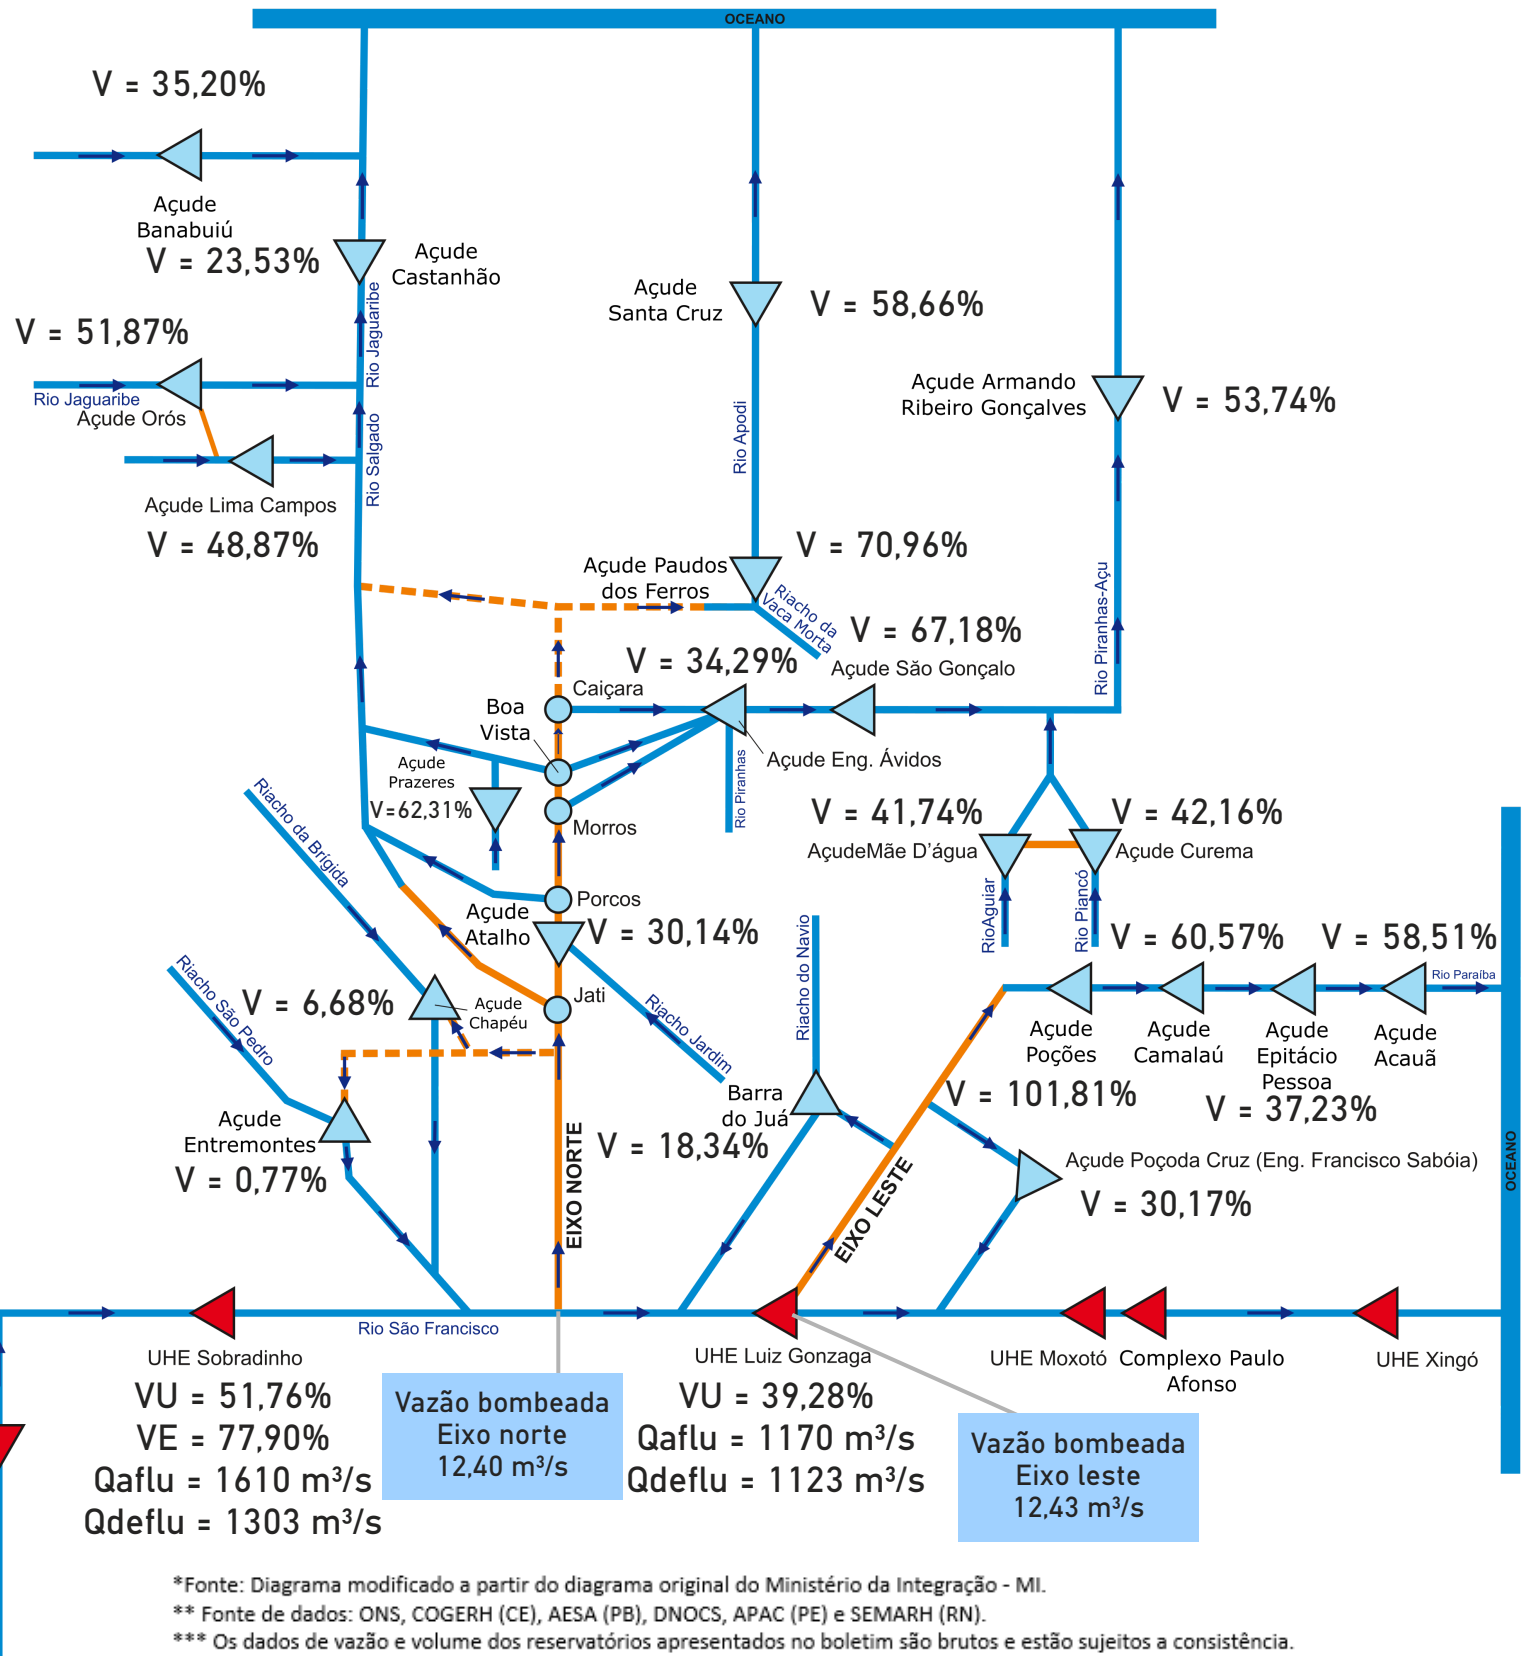 OCEANO
V = 35,20%
Açude
Banabuiú
V = 23,53%
Açude
Castanhão
Rio Jaguaribe
Açude
Santa Cruz
V = 58,66%
V = 51,87%
Rio Jaguaribe
Açude Orós
Rio Salgado
Açude Lima Campos
V = 48,87%
Açude Armando
Ribeiro Gonçalves
V = 53,74%
Rio Apodi
Açude Paudos
dos Ferros
V = 70,96%
Riacho da
Vaca Morta
Rio Piranhas-Açu
V = 67,18%
Açude São Gonçalo
V = 34,29%
Caiçara
Boa
Vista
Açude Eng. Ávidos
Rio Piranhas
Açude
Prazeres
V=62,31%
Morros
Riacho da Brígida
V = 41,74%
AçudeMãe D'água
V = 42,16%
Açude Curema
RioAguiar
Rio Piancó
Porcos
Açude
Atalho
V = 30,14%
Jati
Riacho Jardim
Riacho do Navio
Riacho São Pedro
V = 6,68%
Açude
Chapéu
V = 60,57%
V = 58,51%
Rio Paraíba
Açude
Poções
Açude
Camalaú
Açude
Epitácio
Pessoa
Açude
Acauã
V = 101,81%
V = 37,23%
Barra
do Juá
V = 18,34%
Açude
Entremontes
V = 0,77%
EIXO NORTE
EIXO LESTE
Açude Poçoda Cruz (Eng. Francisco Sabóia)
V = 30,17%
OCEANO
Rio São Francisco
UHE Sobradinho
VU = 51,76%
VE = 77,90%
Qaflu = 1610 m³/s
Qdeflu = 1303 m³/s
Vazão bombeada
Eixo norte
12,40 m³/s
UHE Luiz Gonzaga
VU = 39,28%
Qaflu = 1170 m³/s
Qdeflu = 1123 m³/s
Vazão bombeada
Eixo leste
12,43 m³/s
UHE Moxotó
Complexo Paulo
Afonso
UHE Xingó
*Fonte: Diagrama modificado a partir do diagrama original do Ministério da Integração - MI.
** Fonte de dados: ONS, COGERH (CE), AESA (PB), DNOCS, APAC (PE) e SEMARH (RN).
*** Os dados de vazão e volume dos reservatórios apresentados no boletim são brutos e estão sujeitos a consistência.